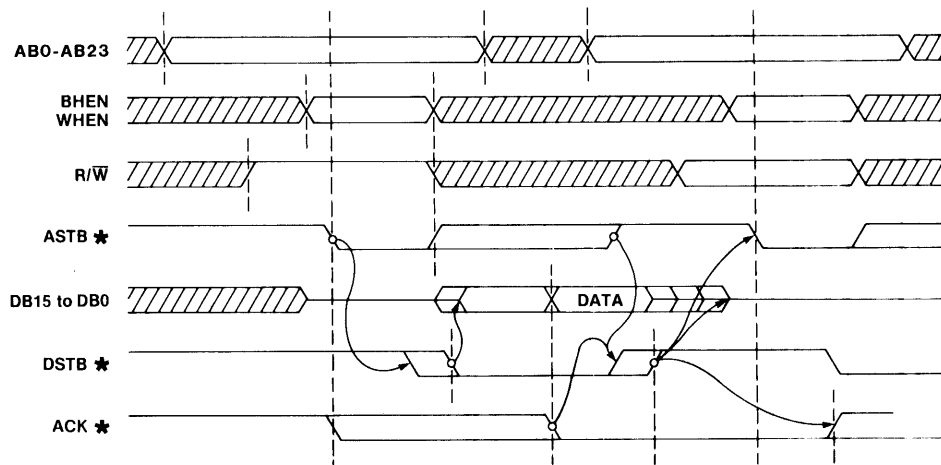 AB0-AB23
BHEN
WHEN
R/W̅
ASTB *
DB15 to DB0
DATA
DSTB *
ACK *